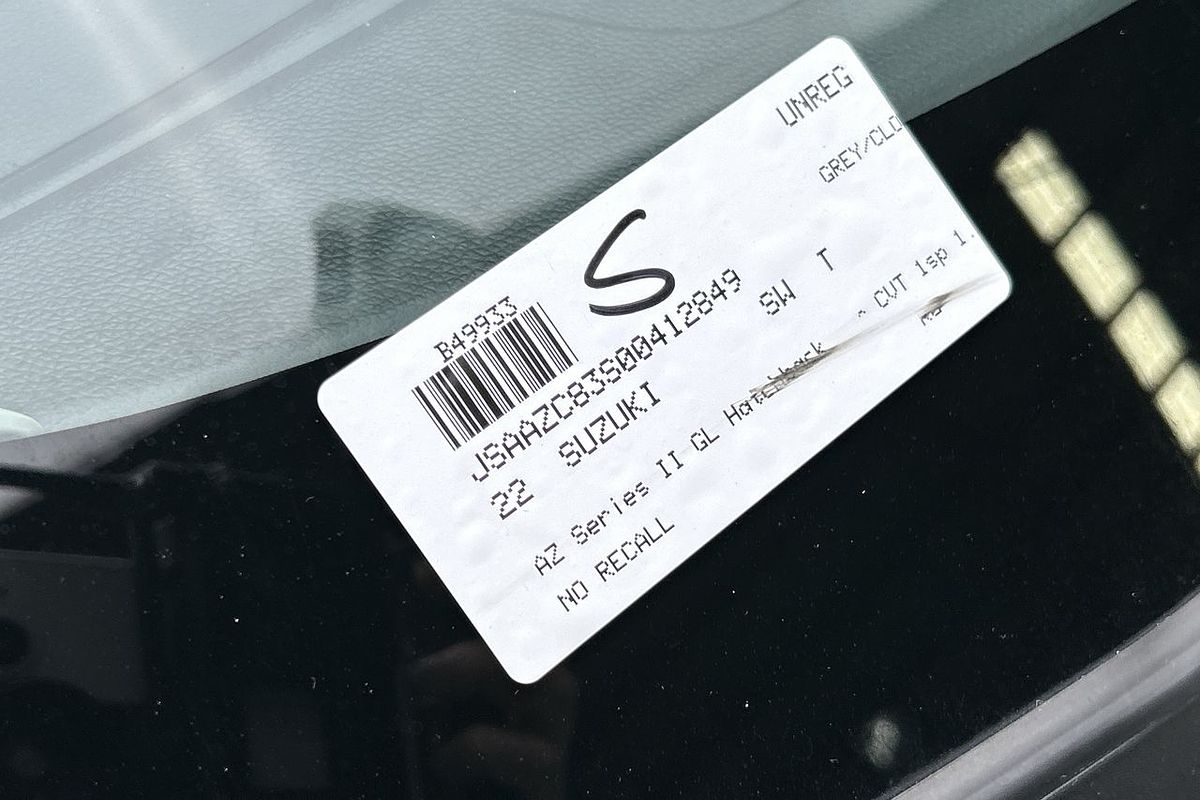 UNREG
GREY/CLO
S
B49933
JSAAZC83S00412849
22 SUZUKI SW T
AZ Series II GL Hatchback CVT 1sp 1.
NO RECALL